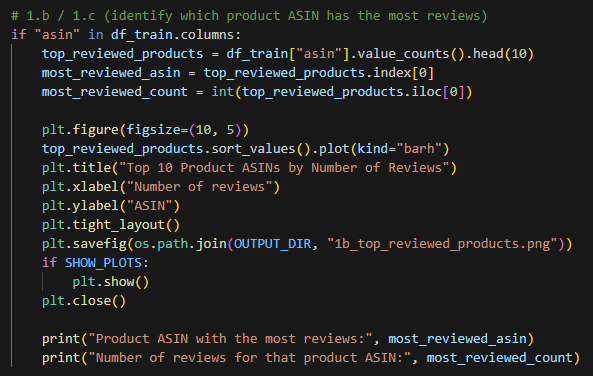 # 1.b / 1.c (identify which product ASIN has the most reviews)
if "asin" in df_train.columns:
    top_reviewed_products = df_train["asin"].value_counts().head(10)
    most_reviewed_asin = top_reviewed_products.index[0]
    most_reviewed_count = int(top_reviewed_products.iloc[0])

    plt.figure(figsize=(10, 5))
    top_reviewed_products.sort_values().plot(kind="barh")
    plt.title("Top 10 Product ASINs by Number of Reviews")
    plt.xlabel("Number of reviews")
    plt.ylabel("ASIN")
    plt.tight_layout()
    plt.savefig(os.path.join(OUTPUT_DIR, "1b_top_reviewed_products.png"))
    if SHOW_PLOTS:
        plt.show()
    plt.close()

    print("Product ASIN with the most reviews:", most_reviewed_asin)
    print("Number of reviews for that product ASIN:", most_reviewed_count)